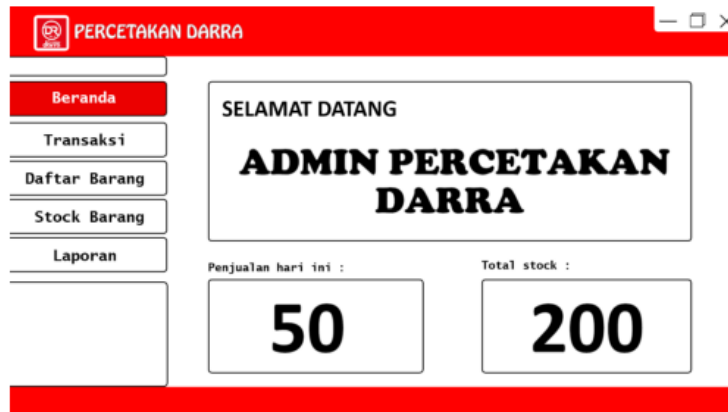 DR
PERCETAKAN DARRA
Beranda
Transaksi
Daftar Barang
Stock Barang
Laporan
SELAMAT DATANG
ADMIN PERCETAKAN
DARRA
Penjualan hari ini :
Total stock :
50
200